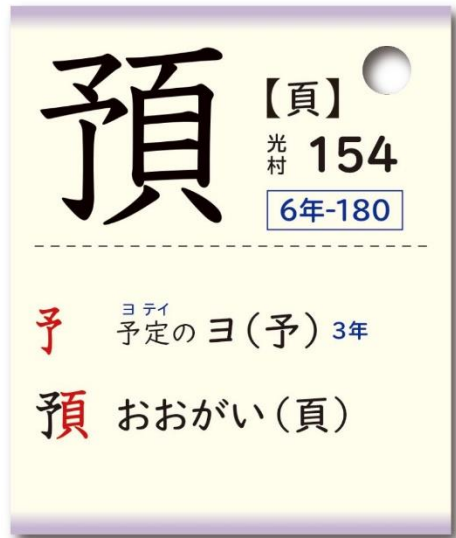 預
【頁】
光村 154
6年-180
ヨ テイ
予 予定の ヨ(予) 3年
預 おおがい(頁)